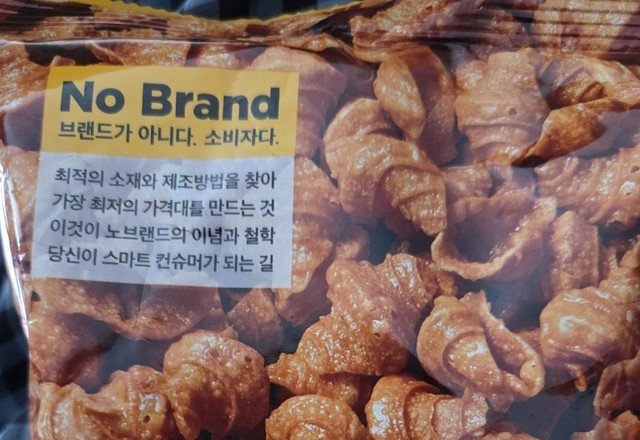 No Brand
브랜드가 아니다. 소비자다.
최적의 소재와 제조방법을 찾아
가장 최저의 가격대를 만드는 것
이것이 노브랜드의 이념과 철학
당신이 스마트 컨슈머가 되는 길